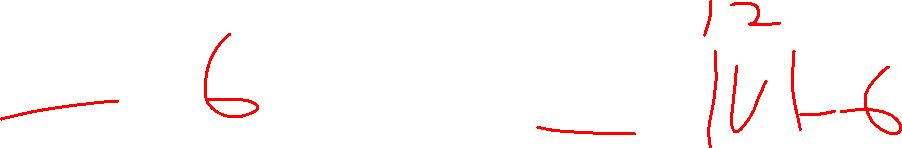 12
— 6 — |V|-6